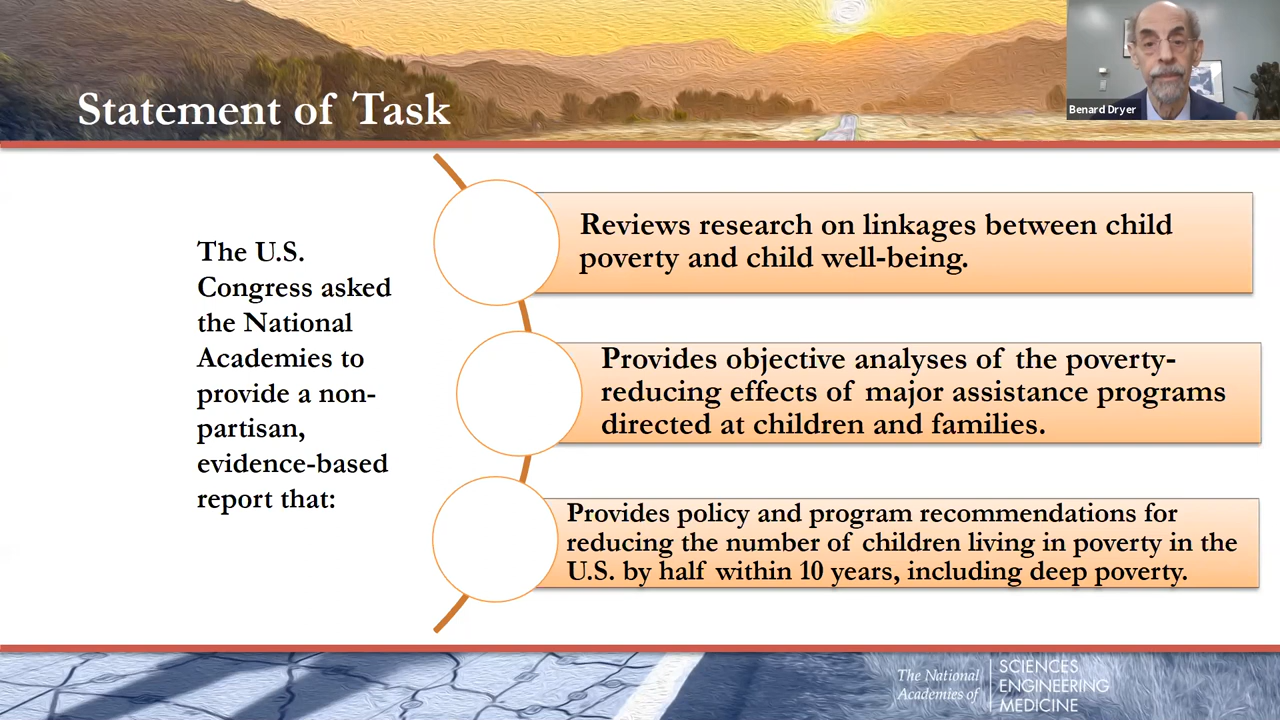 Statement of Task
Benard Dryer
The U.S.
Congress asked
the National
Academies to
provide a non-
partisan,
evidence-based
report that:
Reviews research on linkages between child
poverty and child well-being.
Provides objective analyses of the poverty-
reducing effects of major assistance programs
directed at children and families.
Provides policy and program recommendations for
reducing the number of children living in poverty in the
U.S. by half within 10 years, including deep poverty.
The National
Academies of
SCIENCES
ENGINEERING
MEDICINE